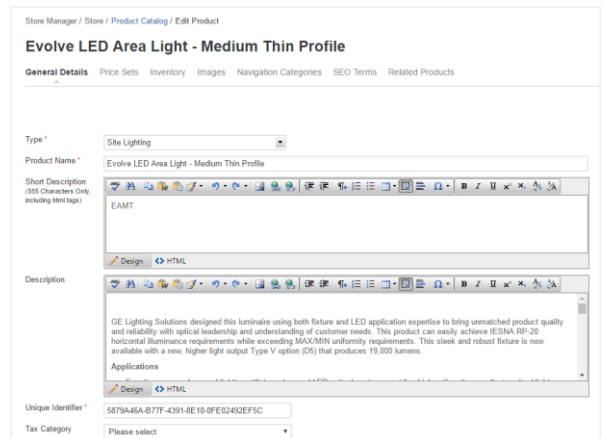 Store Manager / Store / Product Catalog / Edit Product
Evolve LED Area Light - Medium Thin Profile
General Details Price Sets Inventory Images Navigation Categories SEO Terms Related Products
Type *
Site Lighting
Product Name *
Evolve LED Area Light - Medium Thin Profile
Short Description
(555 Characters Only,
including html tags)
EAMT
Design <> HTML
Description
GE Lighting Solutions designed this luminaire using both fixture and LED application expertise to bring unmatched product quality
and reliability with optical leadership and understanding of customer needs. This product can easily achieve IESNA RP-20
horizontal illuminance requirements while exceeding MAX/MIN uniformity requirements. This sleek and robust fixture is now
available with a new, higher light output Type V option (D5) that produces 19,000 lumens.
Applications
Design <> HTML
Unique Identifier *
5879A46A-B77F-4391-8E10-0FE02492EF5C
Tax Category
Please select